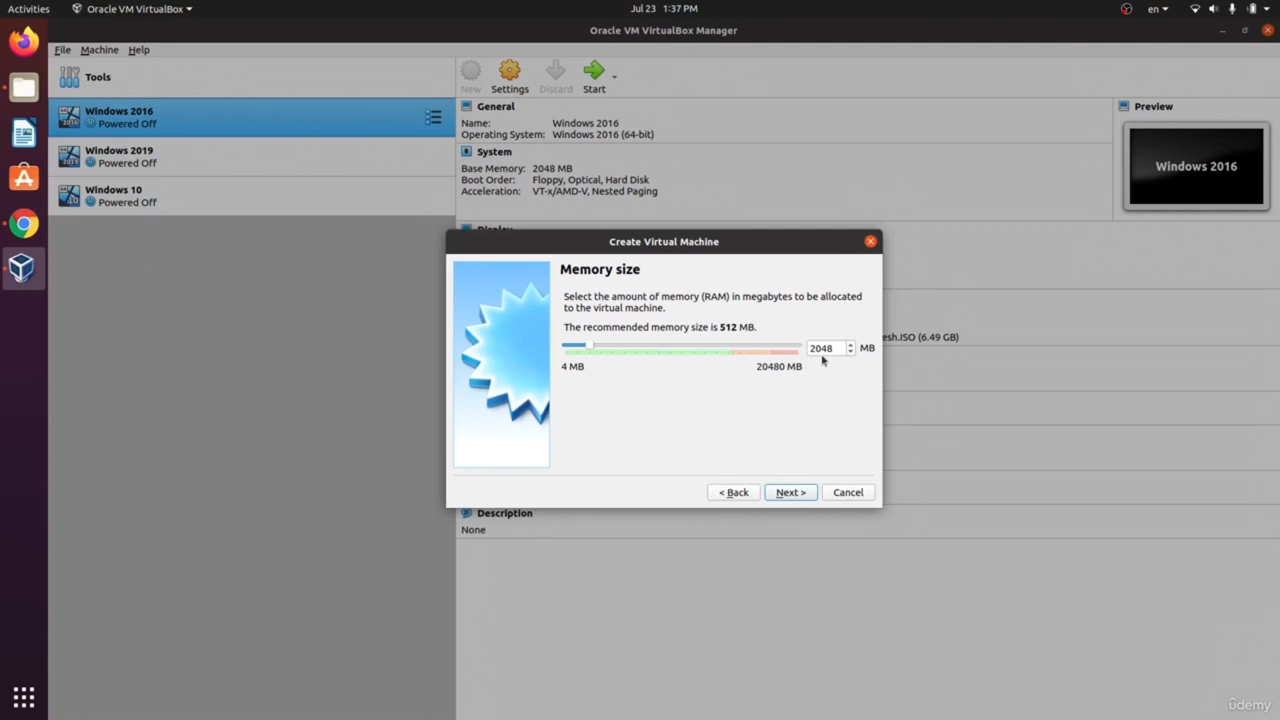 Activities
Oracle VM VirtualBox
Jul 23 1:37 PM
en
Oracle VM VirtualBox Manager
File Machine Help
Tools
New Settings Discard Start
Windows 2016
Powered Off
Windows 2019
Powered Off
Windows 10
Powered Off
General
Name: Windows 2016
Operating System: Windows 2016 (64-bit)
System
Base Memory: 2048 MB
Boot Order: Floppy, Optical, Hard Disk
Acceleration: VT-x/AMD-V, Nested Paging
Preview
Windows 2016
Display
Create Virtual Machine
Memory size
Select the amount of memory (RAM) in megabytes to be allocated
to the virtual machine.
The recommended memory size is 512 MB.
2048 MB
4 MB 20480 MB
< Back Next > Cancel
esh.ISO (6.49 GB)
Description
None
ûdemy